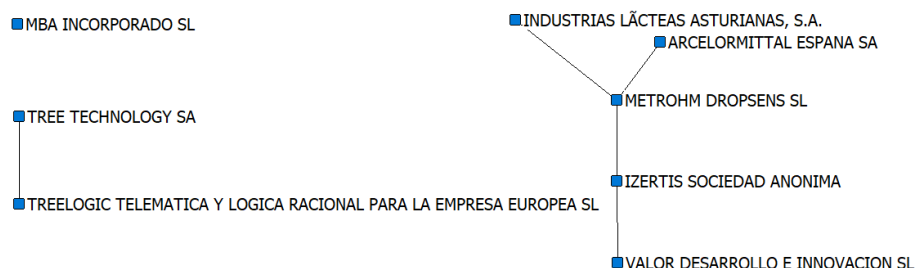 MBA INCORPORADO SL
INDUSTRIAS LÃCTEAS ASTURIANAS, S.A.
ARCELORMITTAL ESPANA SA
METROHM DROPSENS SL
TREE TECHNOLOGY SA
IZERTIS SOCIEDAD ANONIMA
TREELOGIC TELEMATICA Y LOGICA RACIONAL PARA LA EMPRESA EUROPEA SL
VALOR DESARROLLO E INNOVACION SL